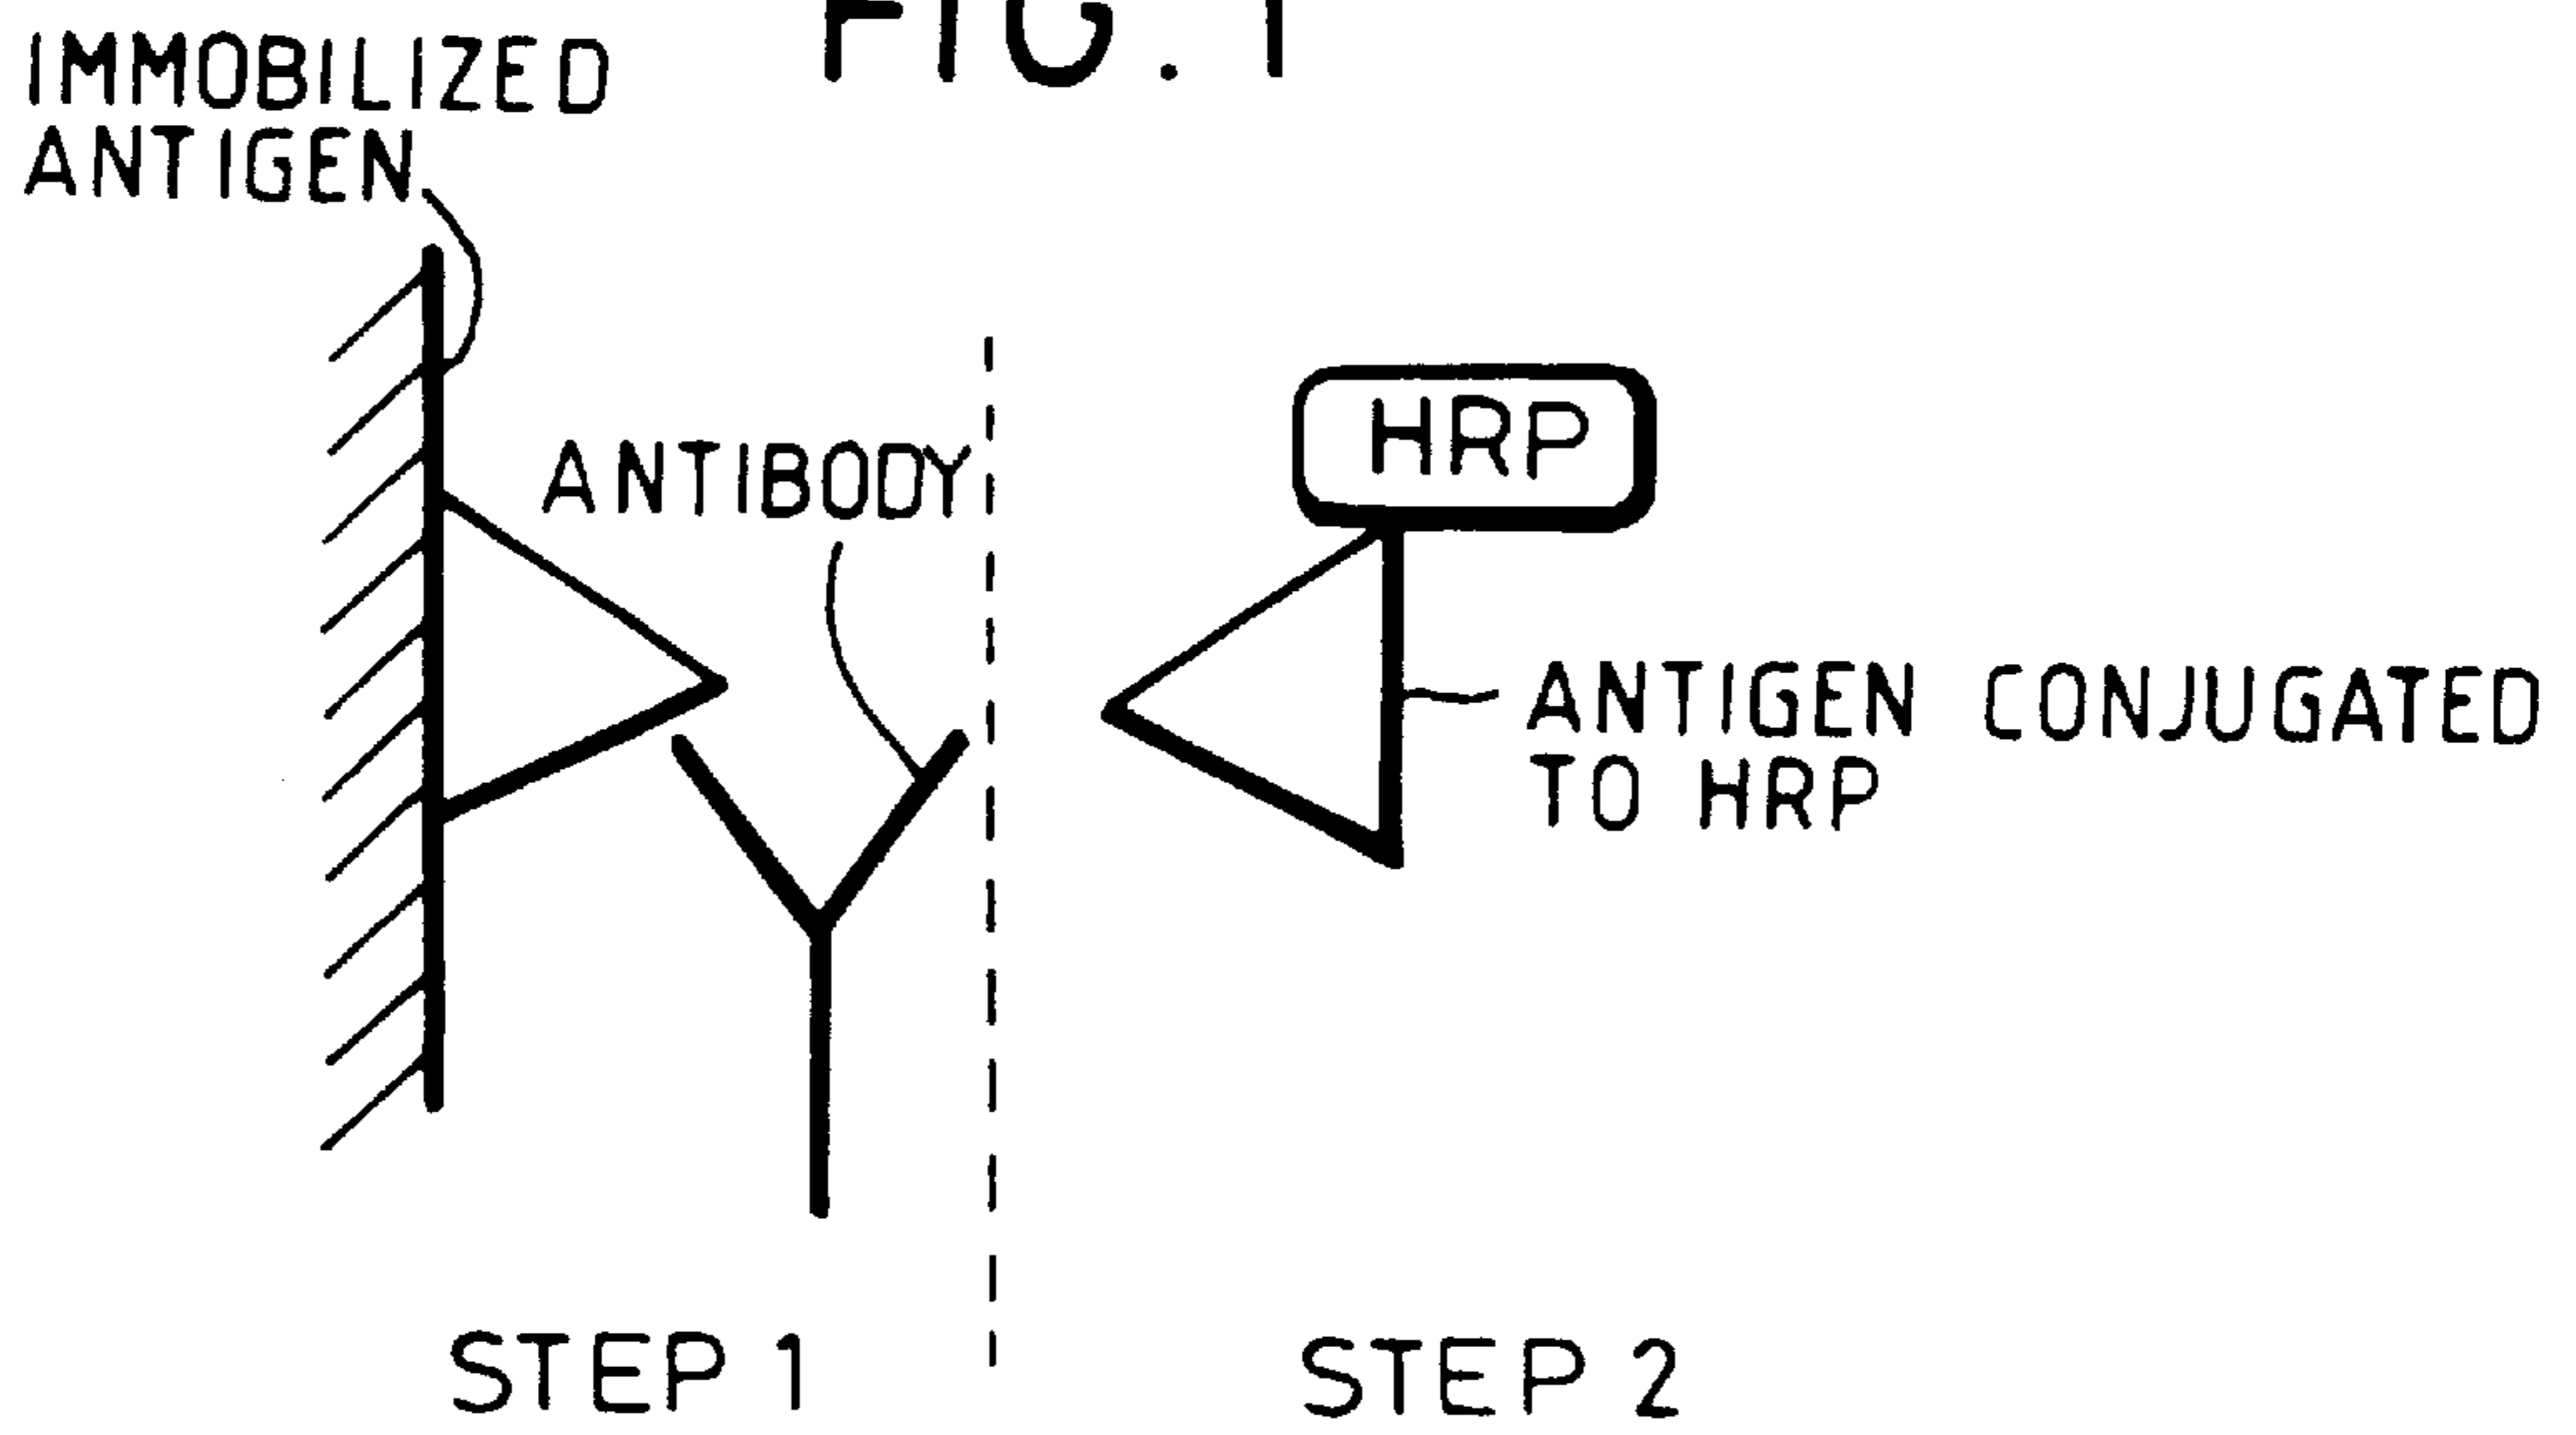 FIG. 1
IMMOBILIZED
ANTIGEN
ANTIBODY
HRP
ANTIGEN CONJUGATED
TO HRP
STEP 1
STEP 2